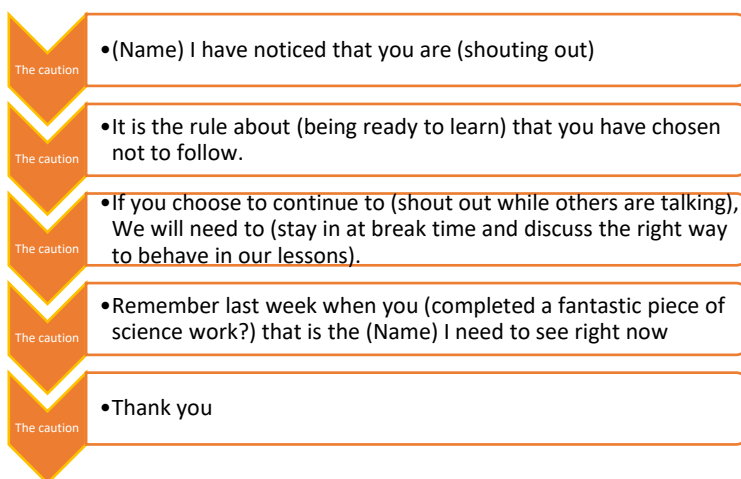 The caution
•(Name) I have noticed that you are (shouting out)
The caution
•It is the rule about (being ready to learn) that you have chosen
not to follow.
The caution
•If you choose to continue to (shout out while others are talking),
We will need to (stay in at break time and discuss the right way
to behave in our lessons).
The caution
•Remember last week when you (completed a fantastic piece of
science work?) that is the (Name) I need to see right now
The caution
•Thank you